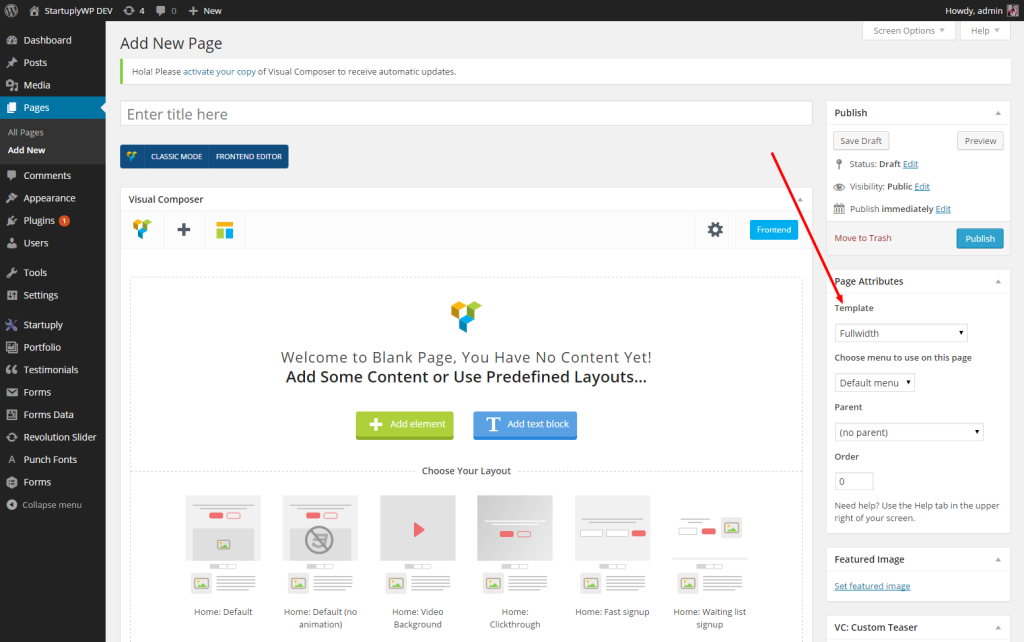 StartuplyWP DEV 4 0 New Howdy, admin
Dashboard
Posts
Media
Pages
All Pages
Add New
Comments
Appearance
Plugins 1
Users
Tools
Settings
Startuply
Portfolio
Testimonials
Forms
Forms Data
Revolution Slider
Punch Fonts
Forms
Collapse menu
Screen Options Help
Add New Page
Hola! Please activate your copy of Visual Composer to receive automatic updates.
Enter title here
CLASSIC MODE FRONTEND EDITOR
Visual Composer
Frontend
Welcome to Blank Page, You Have No Content Yet!
Add Some Content or Use Predefined Layouts...
Add element Add text block
Choose Your Layout
Home: Default
Home: Default (no
animation)
Home: Video
Background
Home:
Clickthrough
Home: Fast signup
Home: Waiting list
signup
Publish
Save Draft Preview
Status: Draft Edit
Visibility: Public Edit
Publish immediately Edit
Move to Trash Publish
Page Attributes
Template
Fullwidth
Choose menu to use on this page
Default menu
Parent
(no parent)
Order
0
Need help? Use the Help tab in the upper
right of your screen.
Featured Image
Set featured image
VC: Custom Teaser